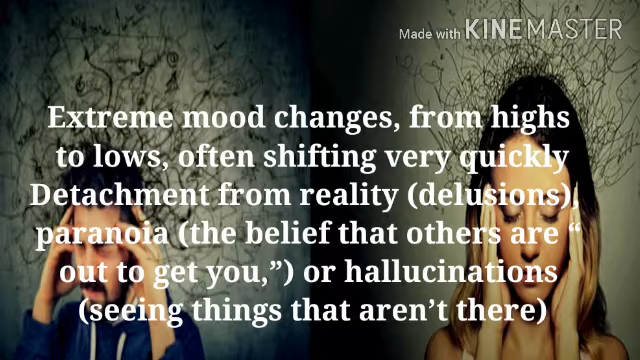 Made with KINEMASTER
Extreme mood changes, from highs
to lows, often shifting very quickly
Detachment from reality (delusions),
paranoia (the belief that others are “
out to get you,”) or hallucinations
(seeing things that aren’t there)